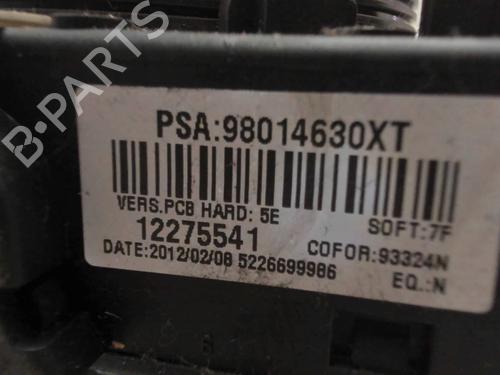 PSA:98014630XT
VERS.PCB HARD: 5E SOFT:7F
12275541 COFOR:93324N
DATE:2012/02/08 5226699986 EQ.:N
B-PARTS